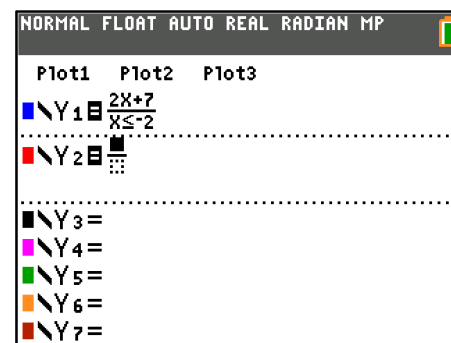 NORMAL FLOAT AUTO REAL RADIAN MP
Plot1 Plot2 Plot3
\Y1=2X+7
X≤-2
\Y2=
\Y3=
\Y4=
\Y5=
\Y6=
\Y7=